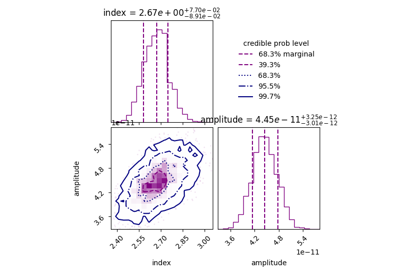 index = 2.67e+00 +7.70e−02 −8.91e−02
credible prob level
68.3% marginal
39.3%
68.3%
95.5%
99.7%
1e−11
amplitude = 4.45e−11 +3.25e−12 −3.01e−12
amplitude
5.4
4.8
4.2
3.6
2.40 2.55 2.70 2.85 3.00
index
3.6 4.2 4.8 5.4
1e−11
amplitude